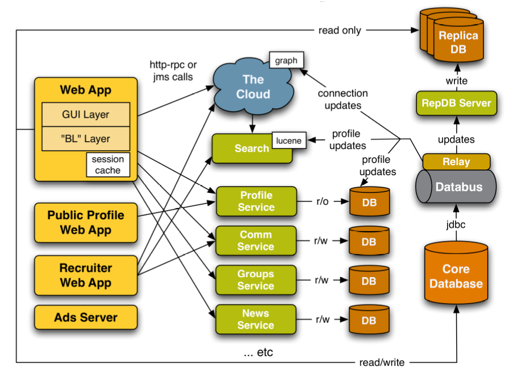 read only
Replica
DB
http-rpc or
jms calls
graph
The
Cloud
Web App
GUI Layer
"BL" Layer
session
cache
connection
updates
write
RepDB Server
Search
lucene
profile
updates
updates
profile
updates
Relay
Databus
Public Profile
Web App
Profile
Service
r/o
DB
jdbc
Comm
Service
r/w
DB
Recruiter
Web App
Groups
Service
r/w
DB
Core
Database
Ads Server
News
Service
r/w
DB
... etc
read/write